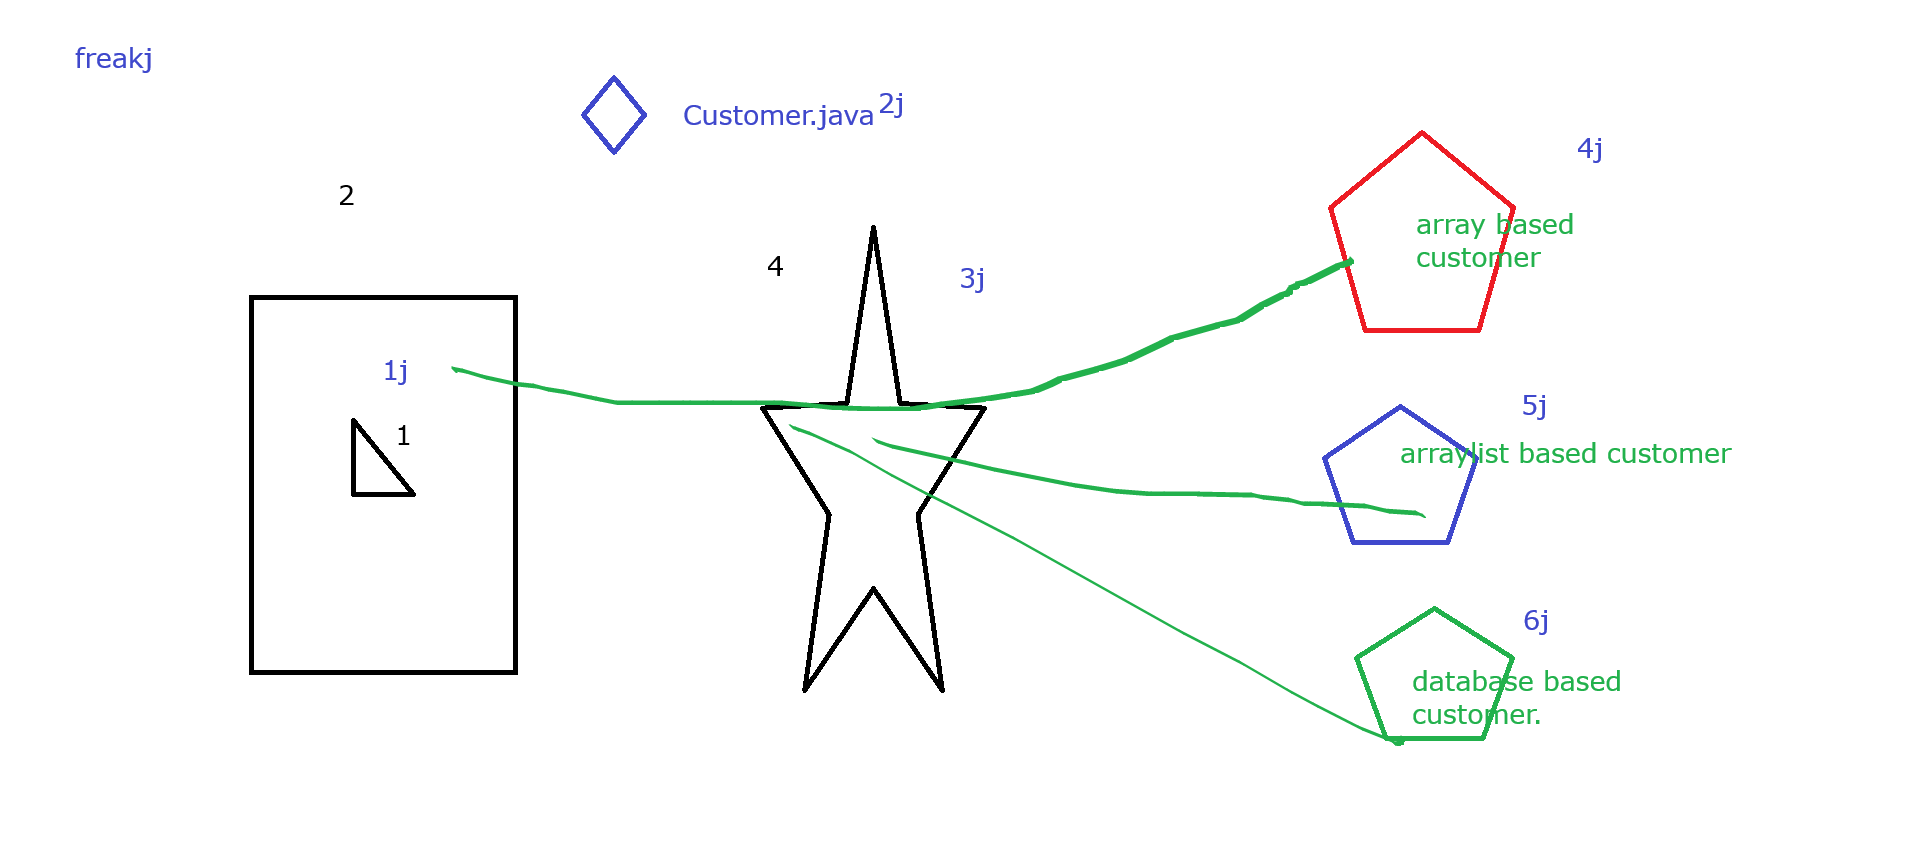 freakj
Customer.java
2j
4j
2
array based
customer
4
3j
1j
5j
1
arraylist based customer
6j
database based
customer.